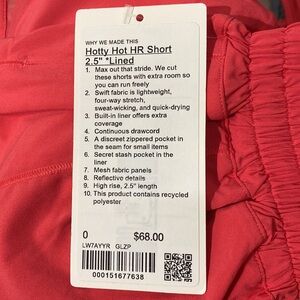 WHY WE MADE THIS
Hotty Hot HR Short
2.5" *Lined
1. Max out that stride. We cut
these shorts with extra room so
you can run freely
2. Swift fabric is lightweight,
four-way stretch,
sweat-wicking, and quick-drying
3. Built-in liner offers extra
coverage
4. Continuous drawcord
5. A discreet zippered pocket in
the seam for small items
6. Secret stash pocket in the
liner
7. Mesh fabric panels
8. Reflective details
9. High rise, 2.5" length
10. This product contains recycled
polyester
0 $68.00
LW7AYYR GLZP
000151677638